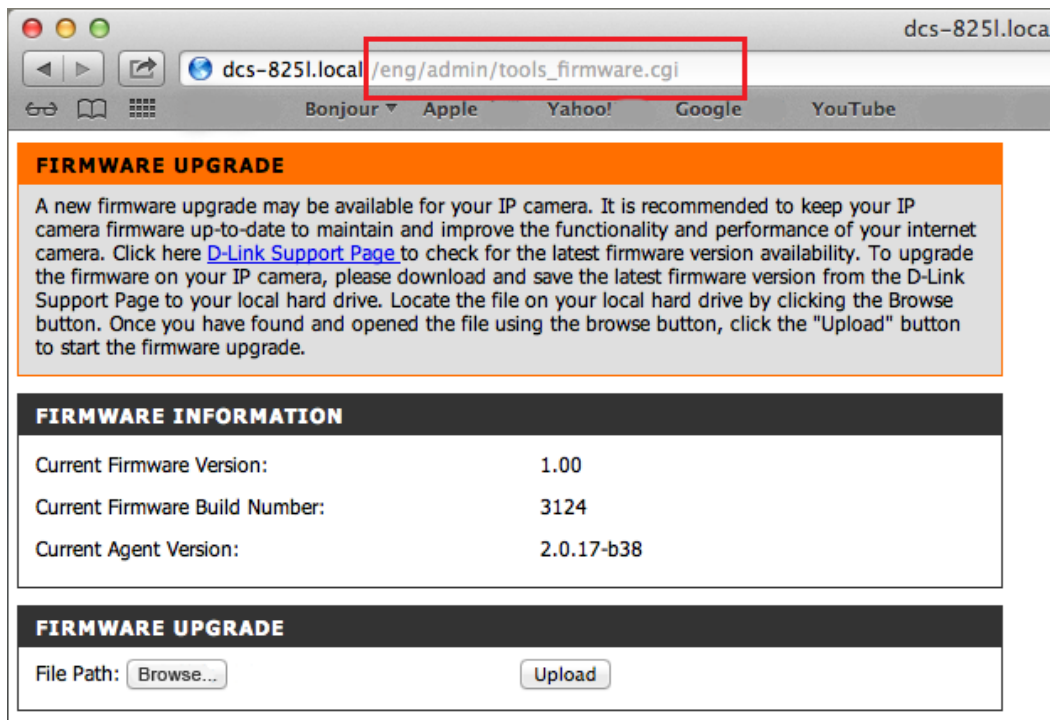 dcs-825l.loca
dcs-825l.local/eng/admin/tools_firmware.cgi
Bonjour ▾ Apple Yahoo! Google YouTube
FIRMWARE UPGRADE
A new firmware upgrade may be available for your IP camera. It is recommended to keep your IP
camera firmware up-to-date to maintain and improve the functionality and performance of your internet
camera. Click here D-Link Support Page to check for the latest firmware version availability. To upgrade
the firmware on your IP camera, please download and save the latest firmware version from the D-Link
Support Page to your local hard drive. Locate the file on your local hard drive by clicking the Browse
button. Once you have found and opened the file using the browse button, click the "Upload" button
to start the firmware upgrade.
FIRMWARE INFORMATION
Current Firmware Version: 1.00
Current Firmware Build Number: 3124
Current Agent Version: 2.0.17-b38
FIRMWARE UPGRADE
File Path: Browse... Upload